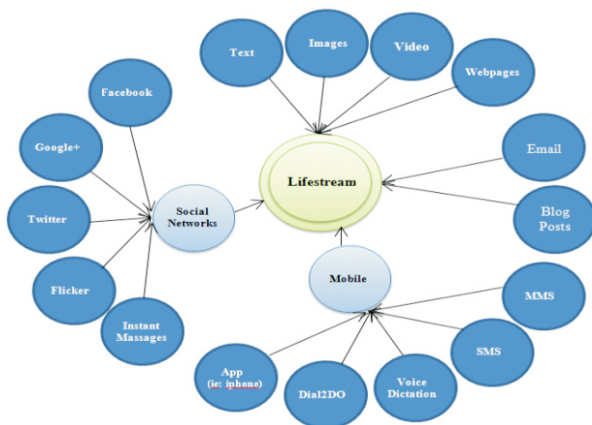 Text
Images
Video
Webpages
Facebook
Google+
Twitter
Flicker
Instant
Massages
Social
Networks
Lifestream
Email
Blog
Posts
Mobile
MMS
SMS
Voice
Dictation
Dial2DO
App
(ie: iphone)